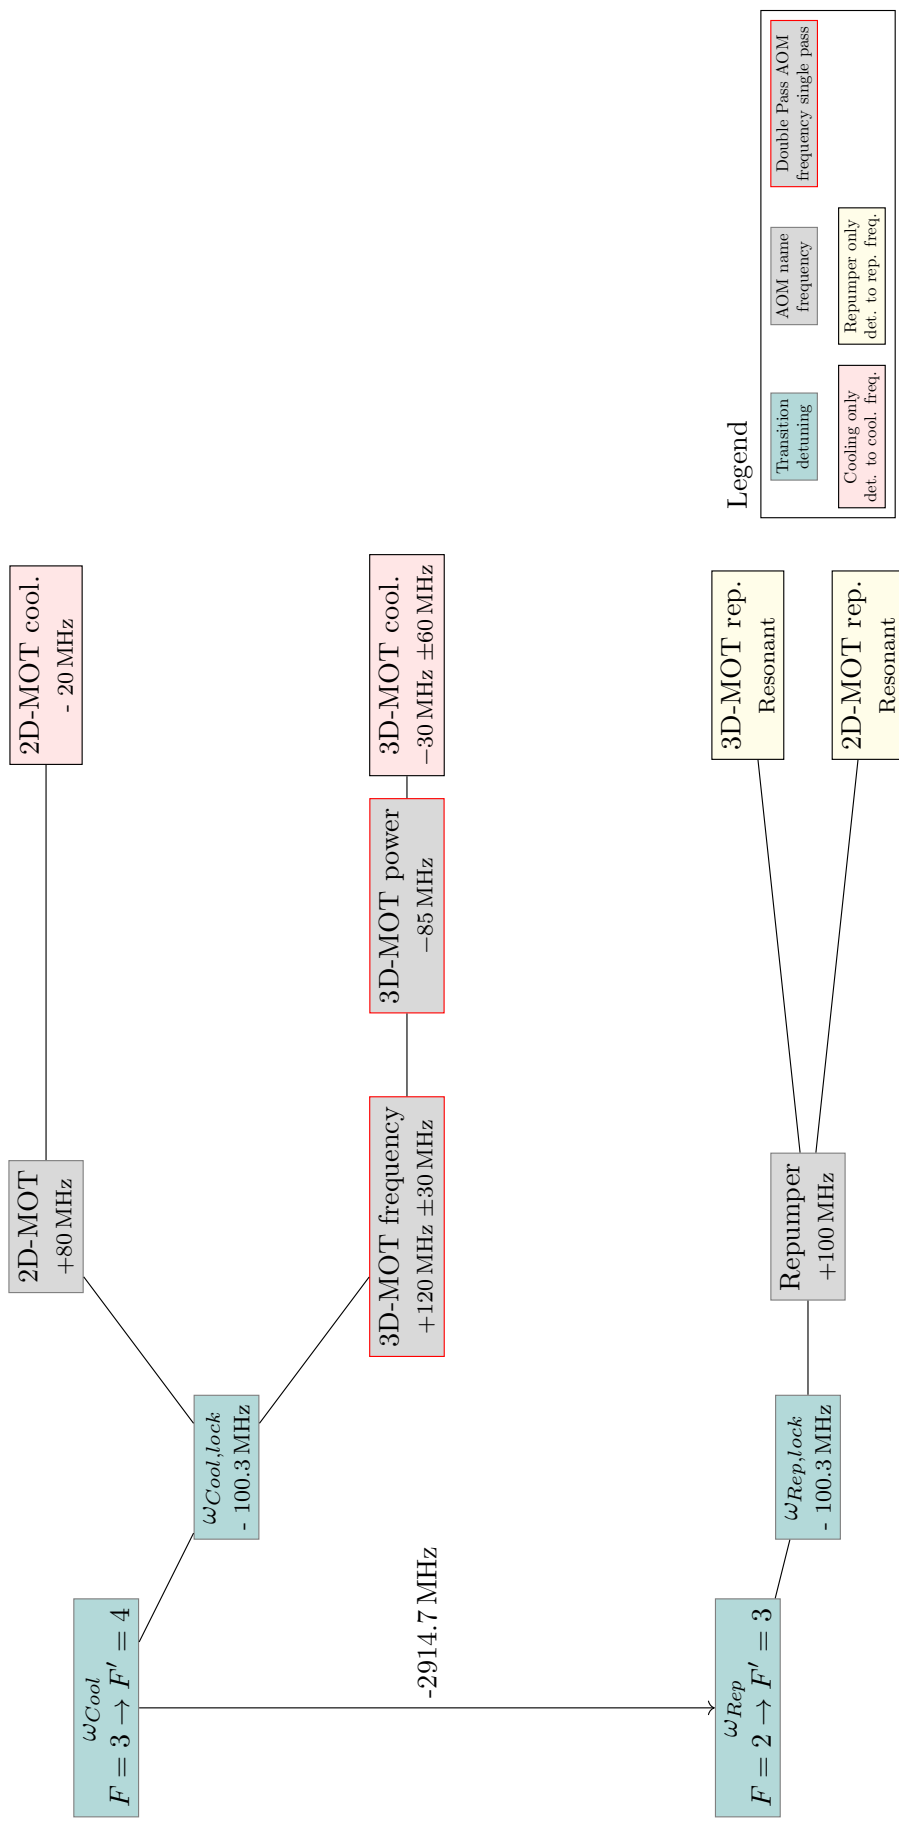 2D-MOT
+80 MHz
2D-MOT cool.
- 20 MHz
ω_Cool
F = 3 → F′ = 4
ω_Cool,lock
- 100.3 MHz
3D-MOT frequency
+120 MHz ±30 MHz
3D-MOT power
−85 MHz
3D-MOT cool.
−30 MHz ±60 MHz
-2914.7 MHz
ω_Rep
F = 2 → F′ = 3
ω_Rep,lock
- 100.3 MHz
Repumper
+100 MHz
3D-MOT rep.
Resonant
2D-MOT rep.
Resonant
Legend
Transition
detuning
AOM name
frequency
Double Pass AOM
frequency single pass
Cooling only
det. to cool. freq.
Repumper only
det. to rep. freq.